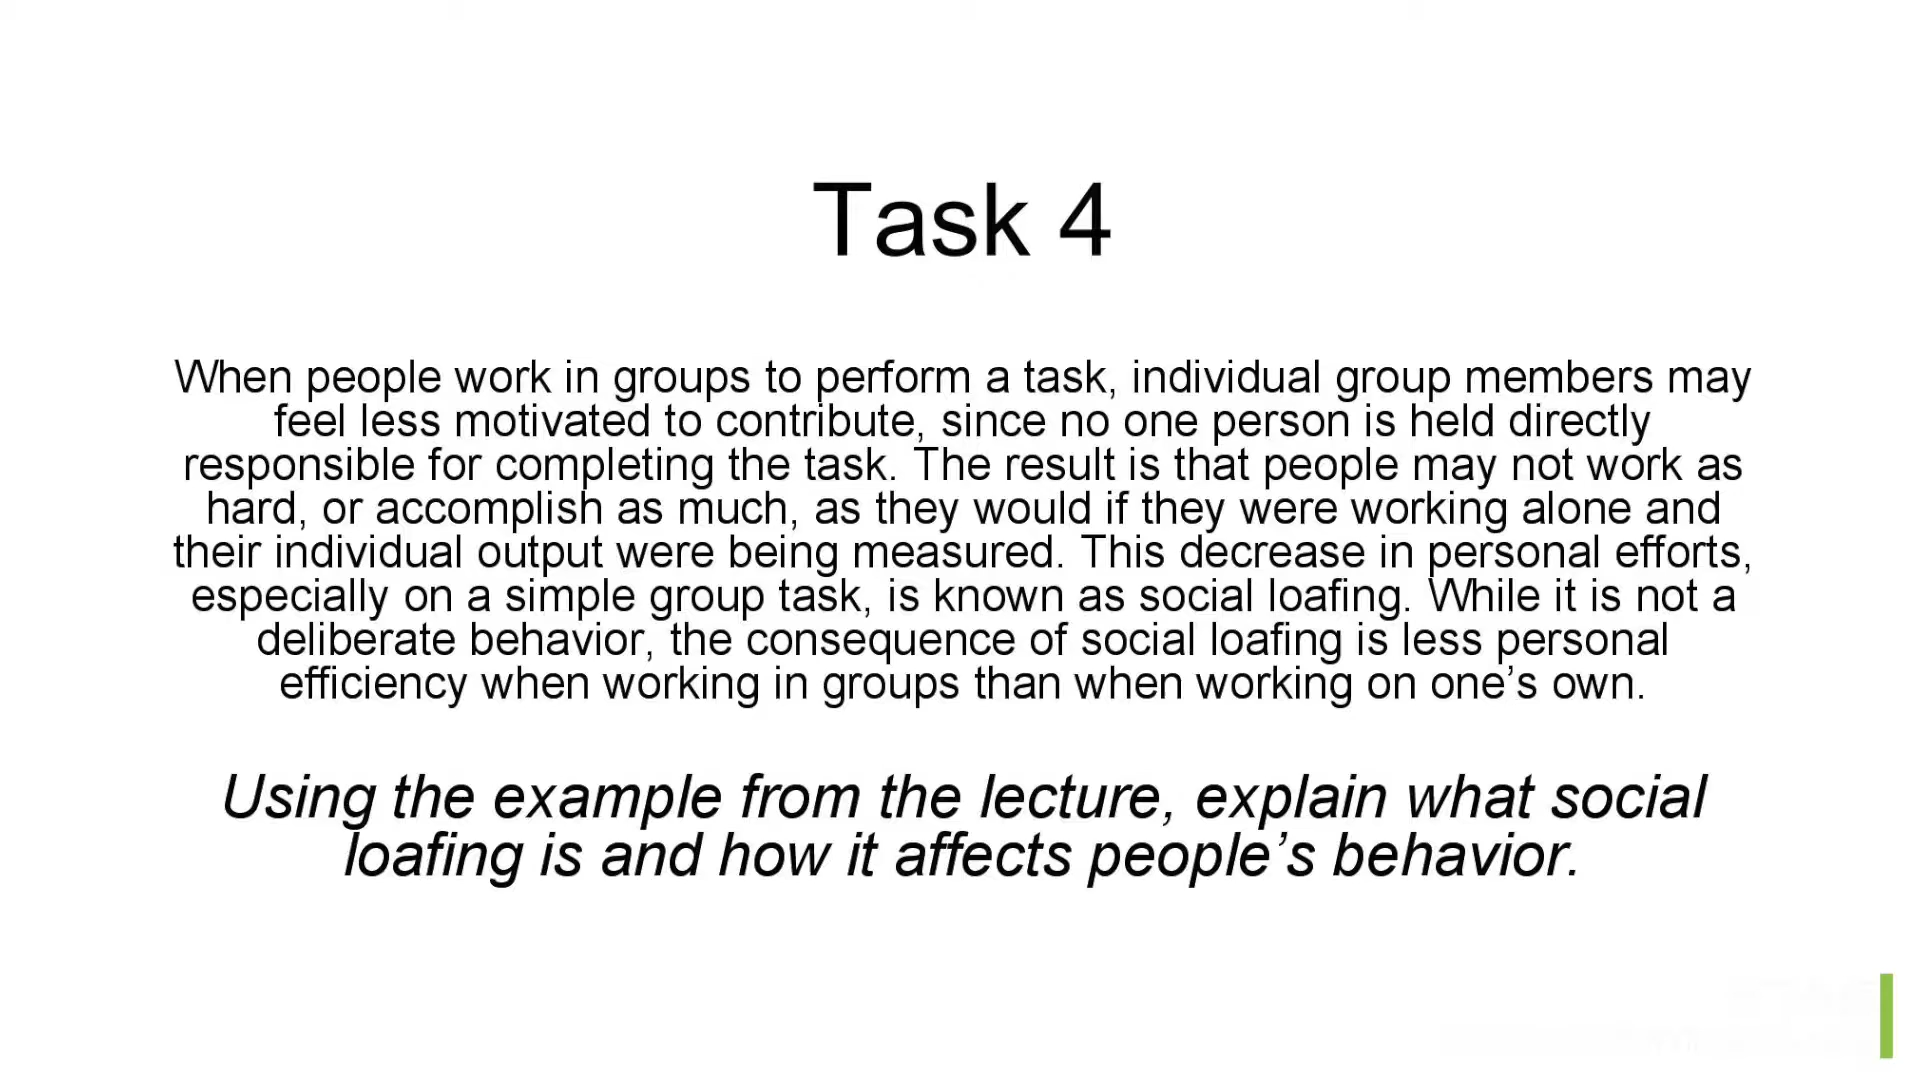 Task 4
When people work in groups to perform a task, individual group members may
feel less motivated to contribute, since no one person is held directly
responsible for completing the task. The result is that people may not work as
hard, or accomplish as much, as they would if they were working alone and
their individual output were being measured. This decrease in personal efforts,
especially on a simple group task, is known as social loafing. While it is not a
deliberate behavior, the consequence of social loafing is less personal
efficiency when working in groups than when working on one’s own.
Using the example from the lecture, explain what social
loafing is and how it affects people’s behavior.